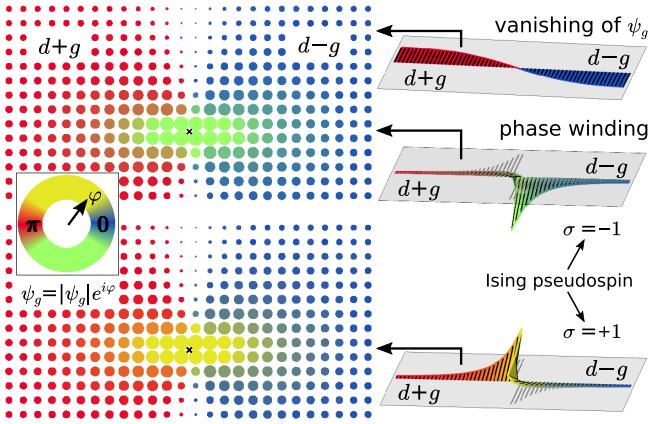 d+g
d−g
vanishing of ψg
d−g
d+g
phase winding
d−g
d+g
φ
π
0
ψg=|ψg|e^iφ
σ=−1
Ising pseudospin
σ=+1
d−g
d+g